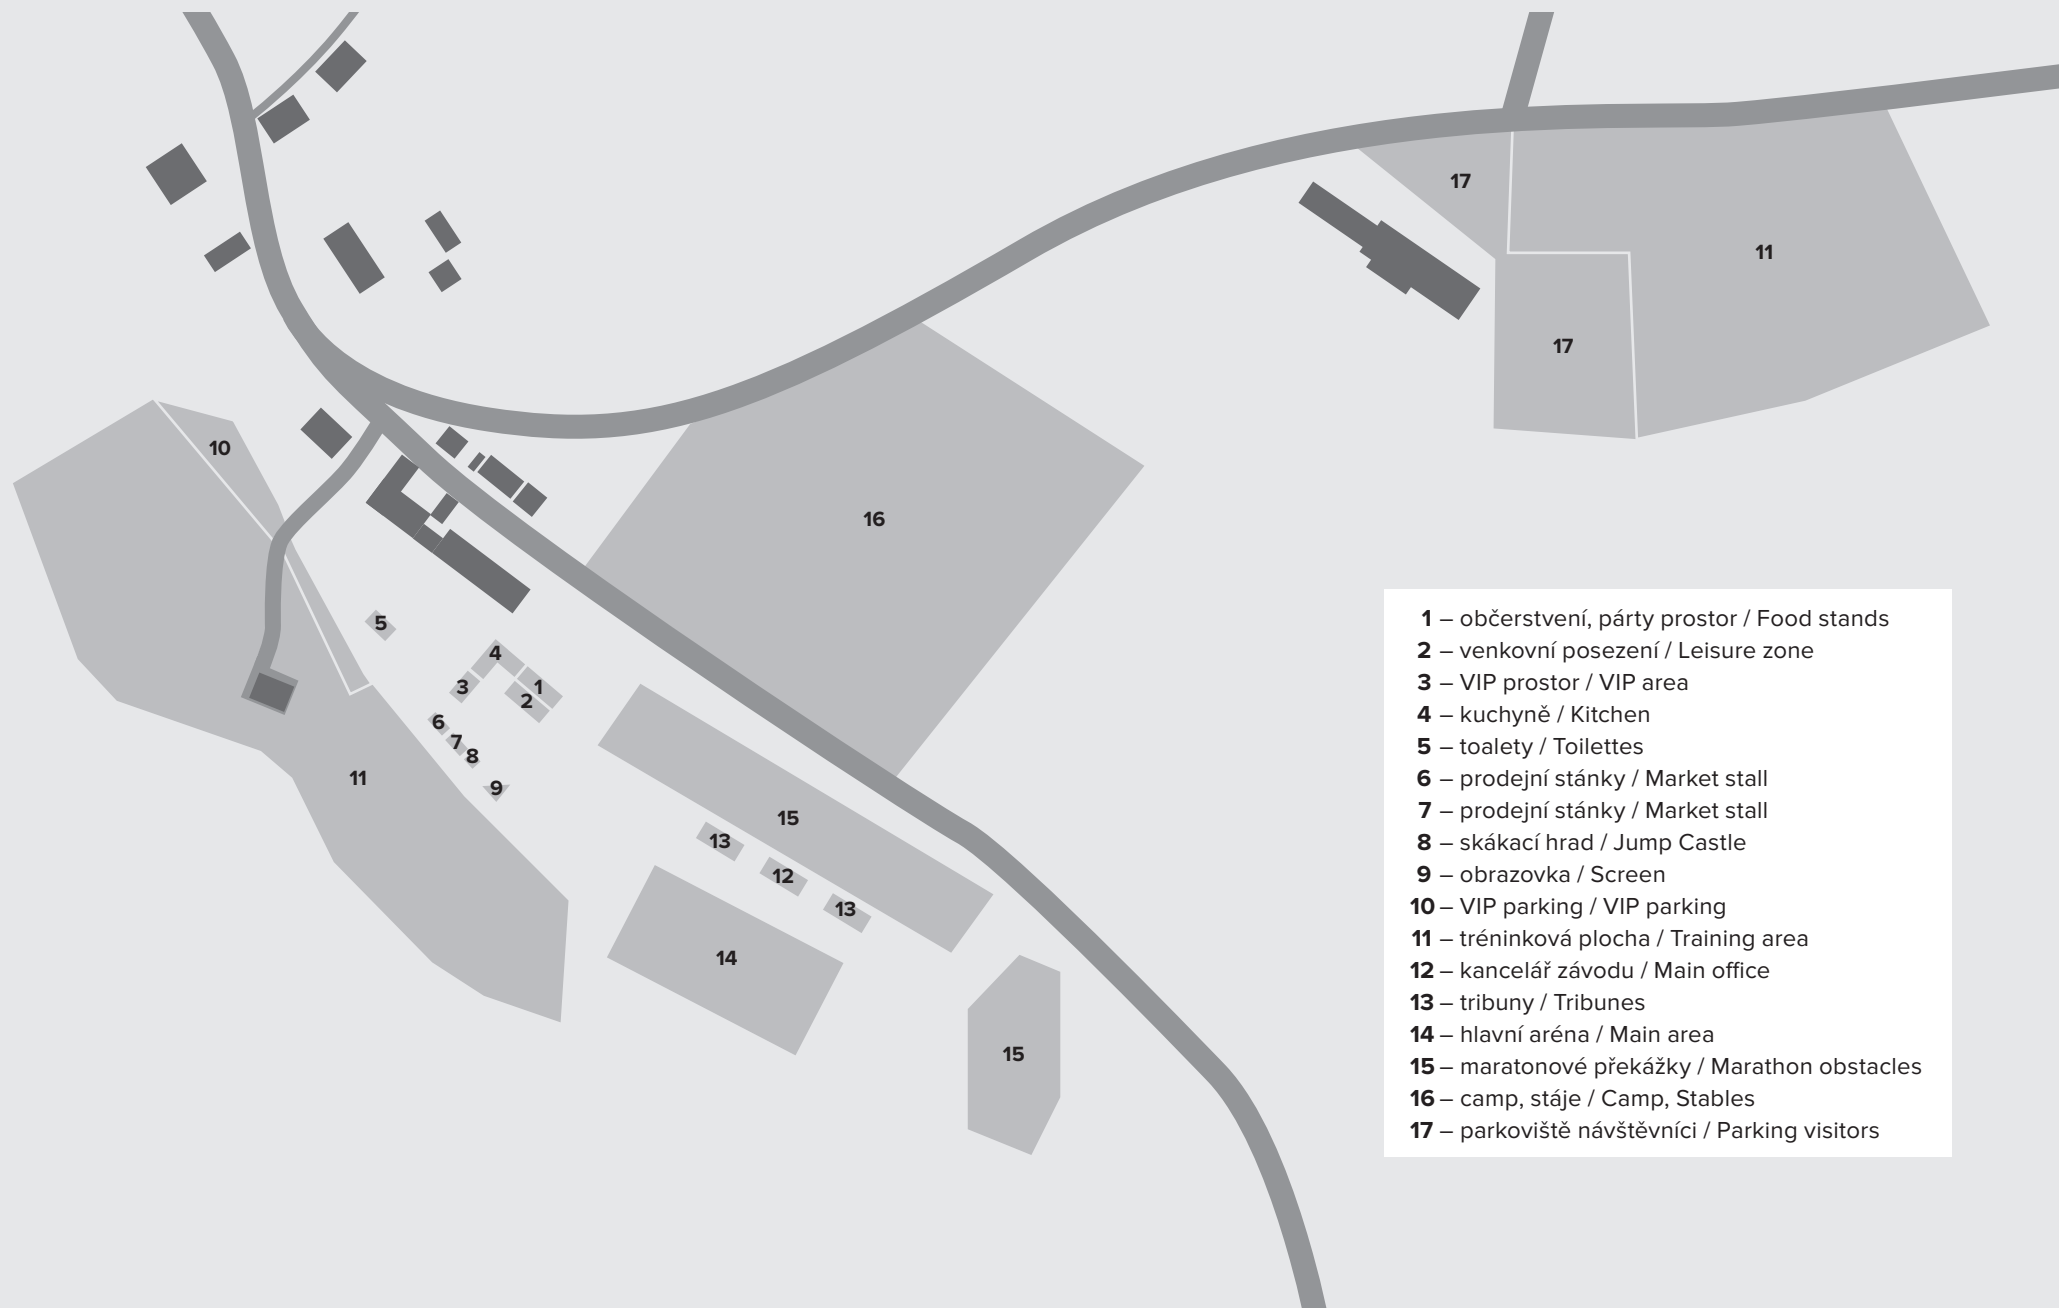 17
11
17
10
16
5
4
3
1
2
6
7
8
9
11
15
13
12
13
14
15
1 – občerstvení, párty prostor / Food stands
2 – venkovní posezení / Leisure zone
3 – VIP prostor / VIP area
4 – kuchyně / Kitchen
5 – toalety / Toilettes
6 – prodejní stánky / Market stall
7 – prodejní stánky / Market stall
8 – skákací hrad / Jump Castle
9 – obrazovka / Screen
10 – VIP parking / VIP parking
11 – tréninková plocha / Training area
12 – kancelář závodu / Main office
13 – tribuny / Tribunes
14 – hlavní aréna / Main area
15 – maratonové překážky / Marathon obstacles
16 – camp, stáje / Camp, Stables
17 – parkoviště návštěvníci / Parking visitors